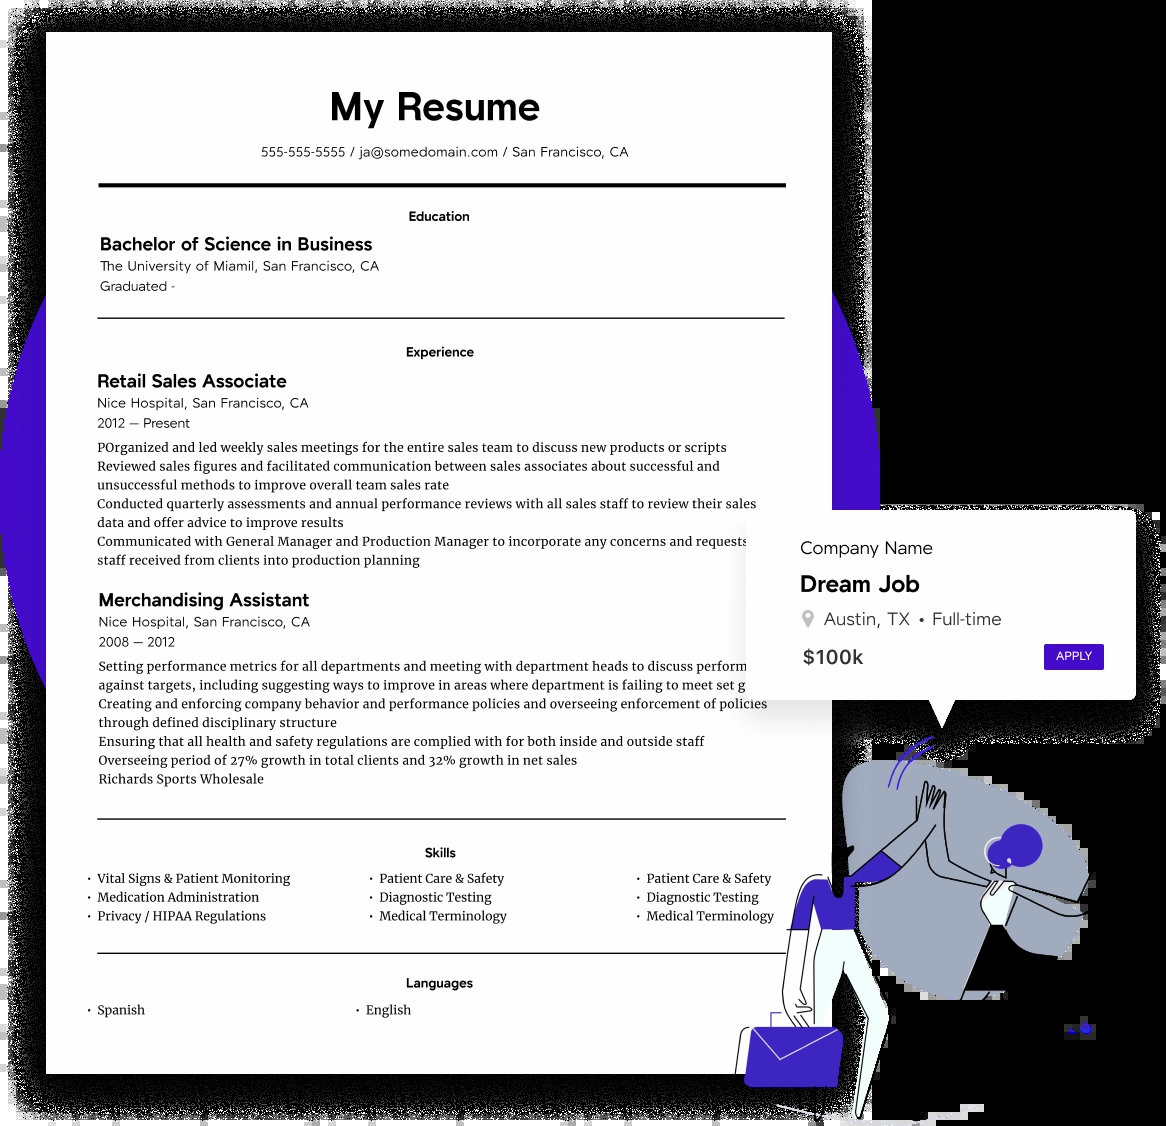 My Resume
555-555-5555 / ja@somedomain.com / San Francisco, CA
Education
Bachelor of Science in Business
The University of Miamil, San Francisco, CA
Graduated -
Experience
Retail Sales Associate
Nice Hospital, San Francisco, CA
2012 — Present
POrganized and led weekly sales meetings for the entire sales team to discuss new products or scripts
Reviewed sales figures and facilitated communication between sales associates about successful and
unsuccessful methods to improve overall team sales rate
Conducted quarterly assessments and annual performance reviews with all sales staff to review their sales
data and offer advice to improve results
Communicated with General Manager and Production Manager to incorporate any concerns and requests
staff received from clients into production planning
Merchandising Assistant
Nice Hospital, San Francisco, CA
2008 — 2012
Setting performance metrics for all departments and meeting with department heads to discuss perform
against targets, including suggesting ways to improve in areas where department is failing to meet set g
Creating and enforcing company behavior and performance policies and overseeing enforcement of policies
through defined disciplinary structure
Ensuring that all health and safety regulations are complied with for both inside and outside staff
Overseeing period of 27% growth in total clients and 32% growth in net sales
Richards Sports Wholesale
Company Name
Dream Job
Austin, TX • Full-time
$100k
APPLY
Skills
• Vital Signs & Patient Monitoring
• Medication Administration
• Privacy / HIPAA Regulations
• Patient Care & Safety
• Diagnostic Testing
• Medical Terminology
• Patient Care & Safety
• Diagnostic Testing
• Medical Terminology
Languages
• Spanish
• English